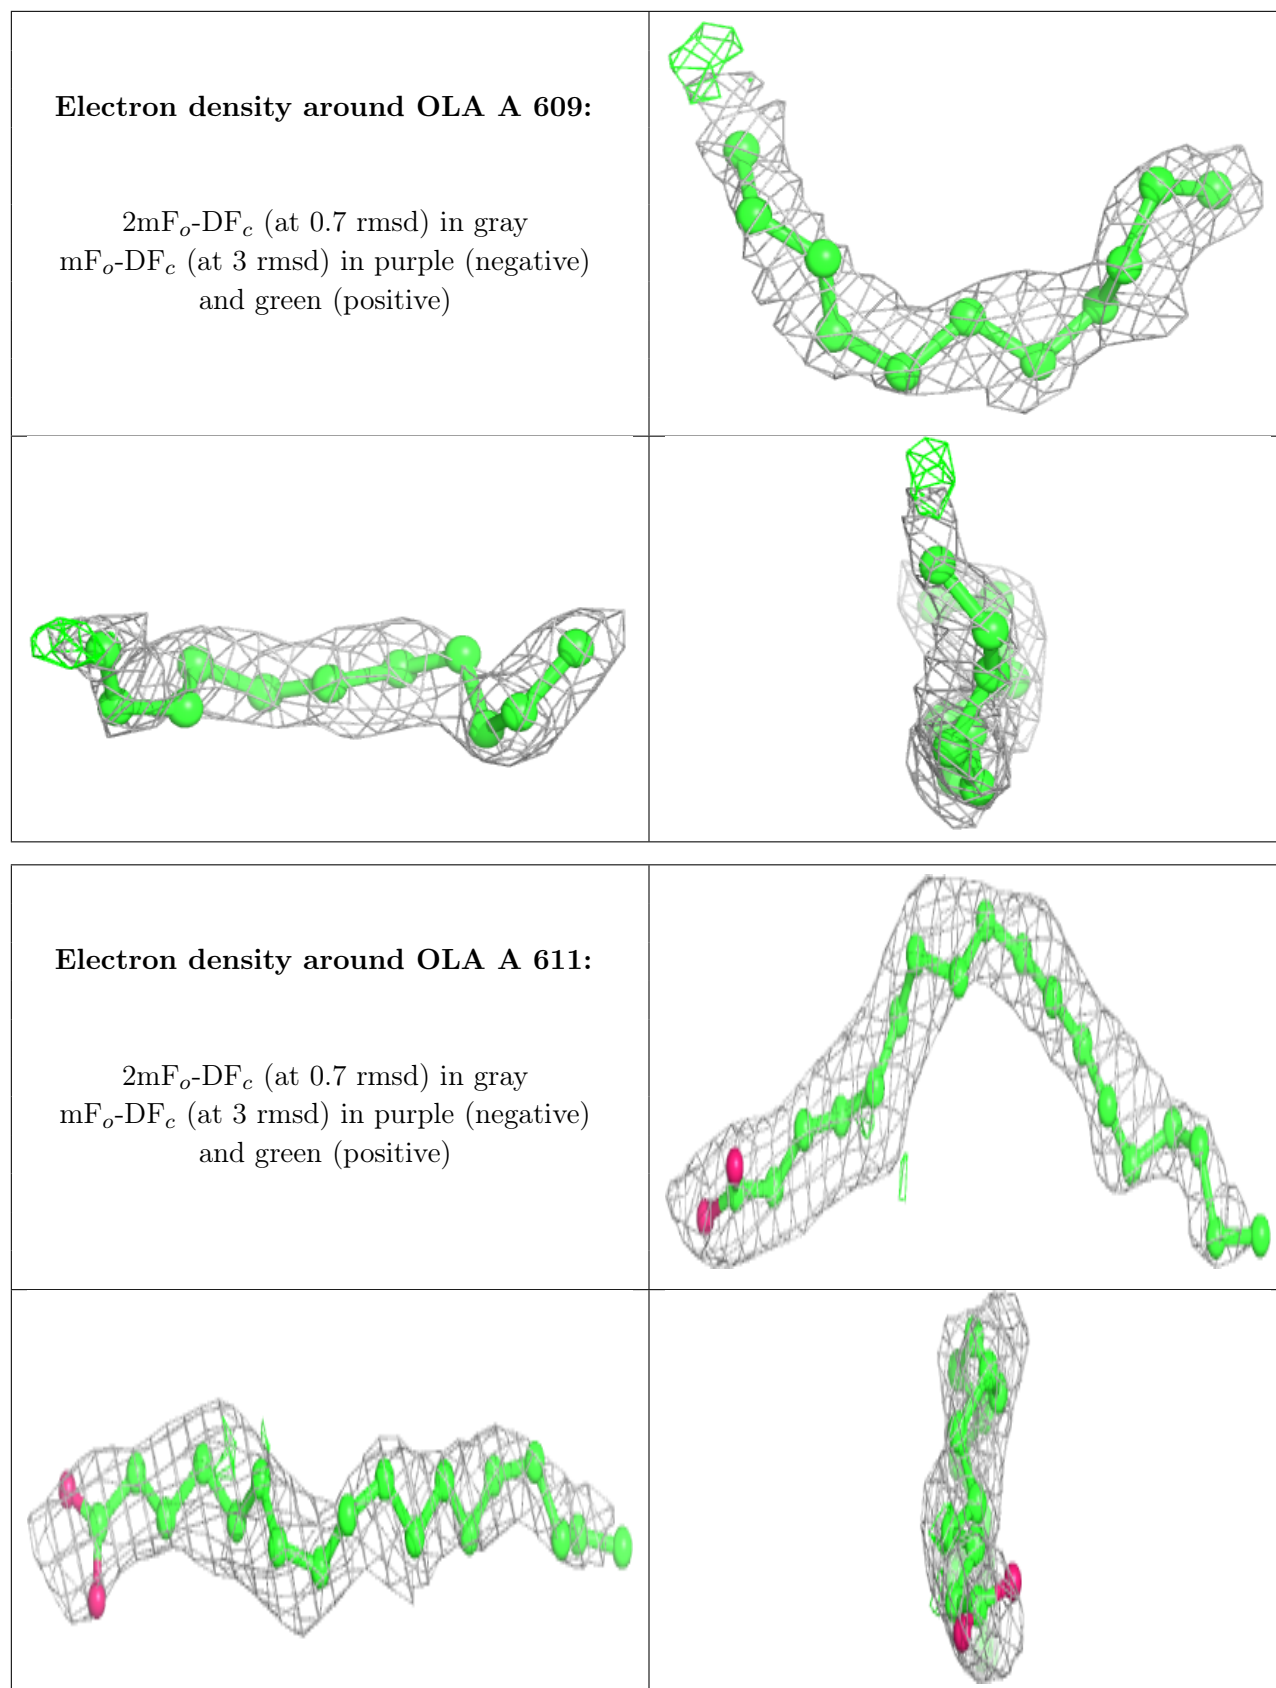 Electron density around OLA A 609:
2mFo-DFc (at 0.7 rmsd) in gray
mFo-DFc (at 3 rmsd) in purple (negative)
and green (positive)
Electron density around OLA A 611:
2mFo-DFc (at 0.7 rmsd) in gray
mFo-DFc (at 3 rmsd) in purple (negative)
and green (positive)